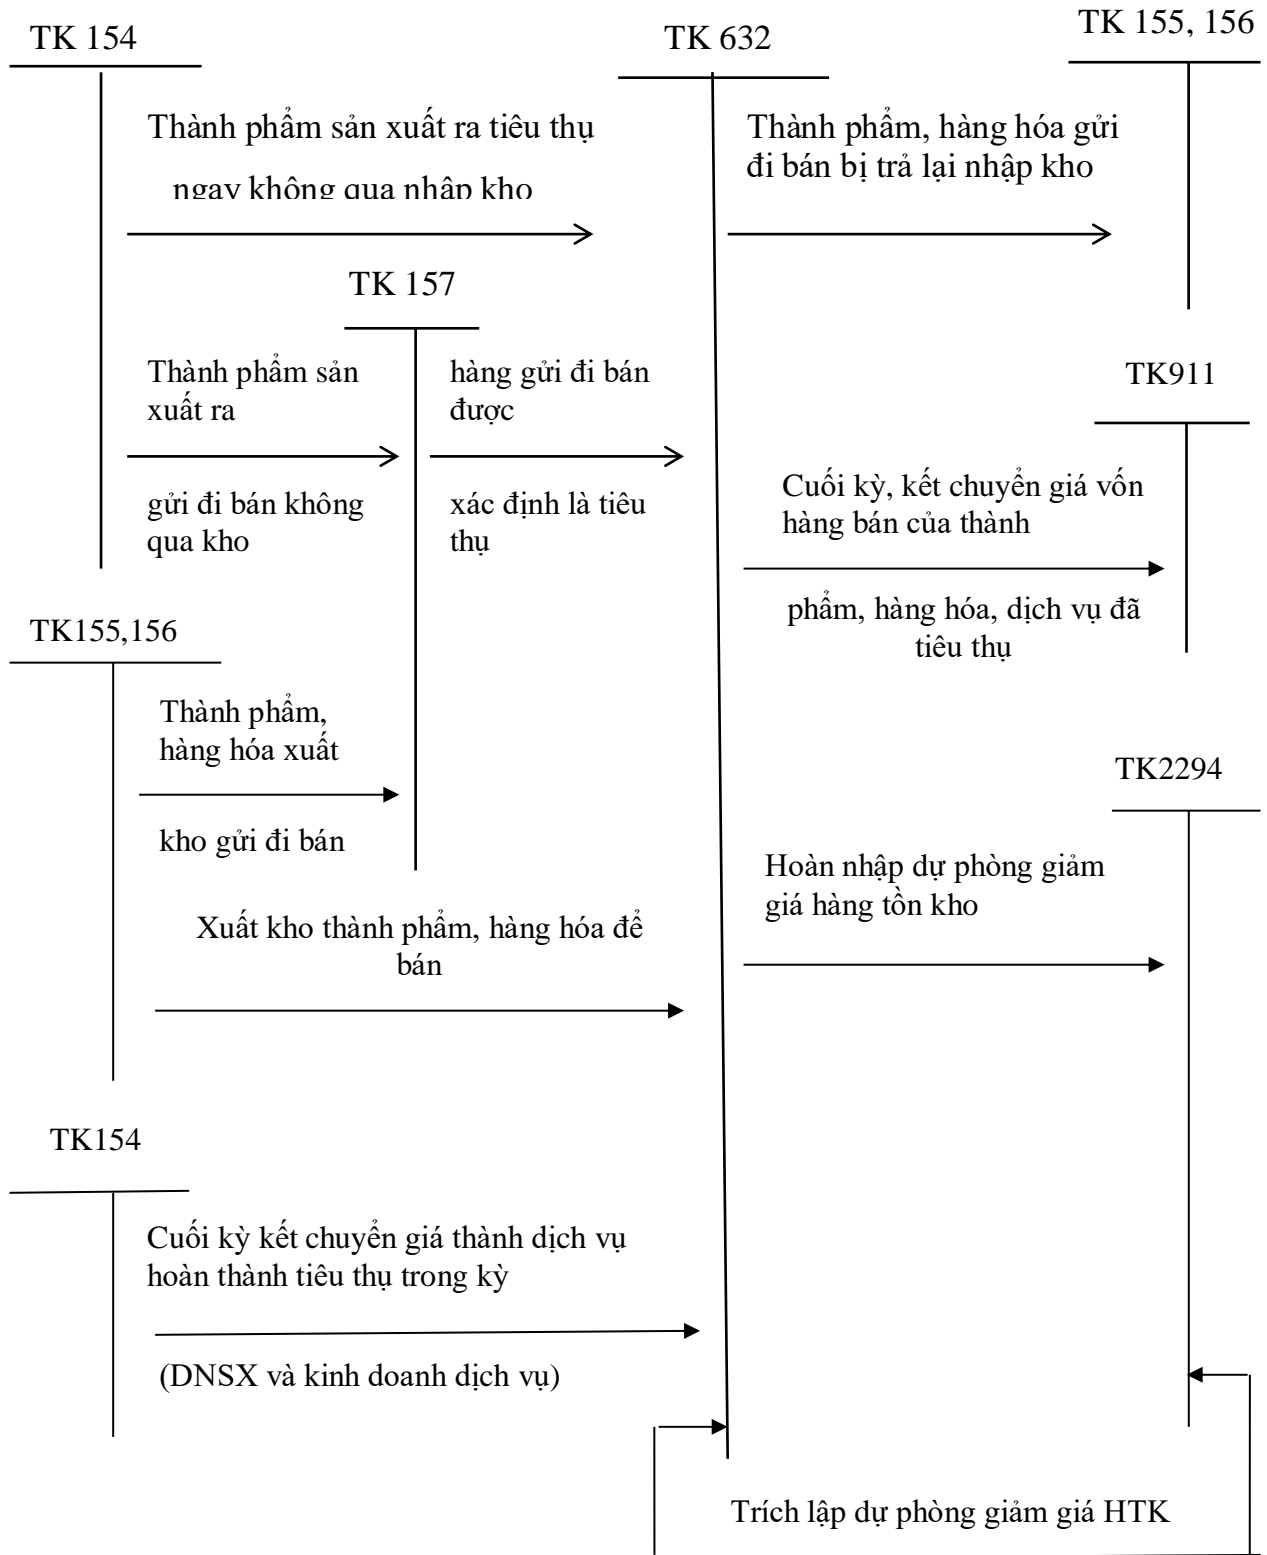 TK 154
TK 632
TK 155, 156
Thành phẩm sản xuất ra tiêu thụ
ngay không qua nhập kho
Thành phẩm, hàng hóa gửi
đi bán bị trả lại nhập kho
TK 157
Thành phẩm sản
xuất ra
gửi đi bán không
qua kho
hàng gửi đi bán
được
xác định là tiêu
thụ
TK911
Cuối kỳ, kết chuyển giá vốn
hàng bán của thành
phẩm, hàng hóa, dịch vụ đã
tiêu thụ
TK155,156
Thành phẩm,
hàng hóa xuất
kho gửi đi bán
TK2294
Hoàn nhập dự phòng giảm
giá hàng tồn kho
Xuất kho thành phẩm, hàng hóa để
bán
TK154
Cuối kỳ kết chuyển giá thành dịch vụ
hoàn thành tiêu thụ trong kỳ
(DNSX và kinh doanh dịch vụ)
Trích lập dự phòng giảm giá HTK